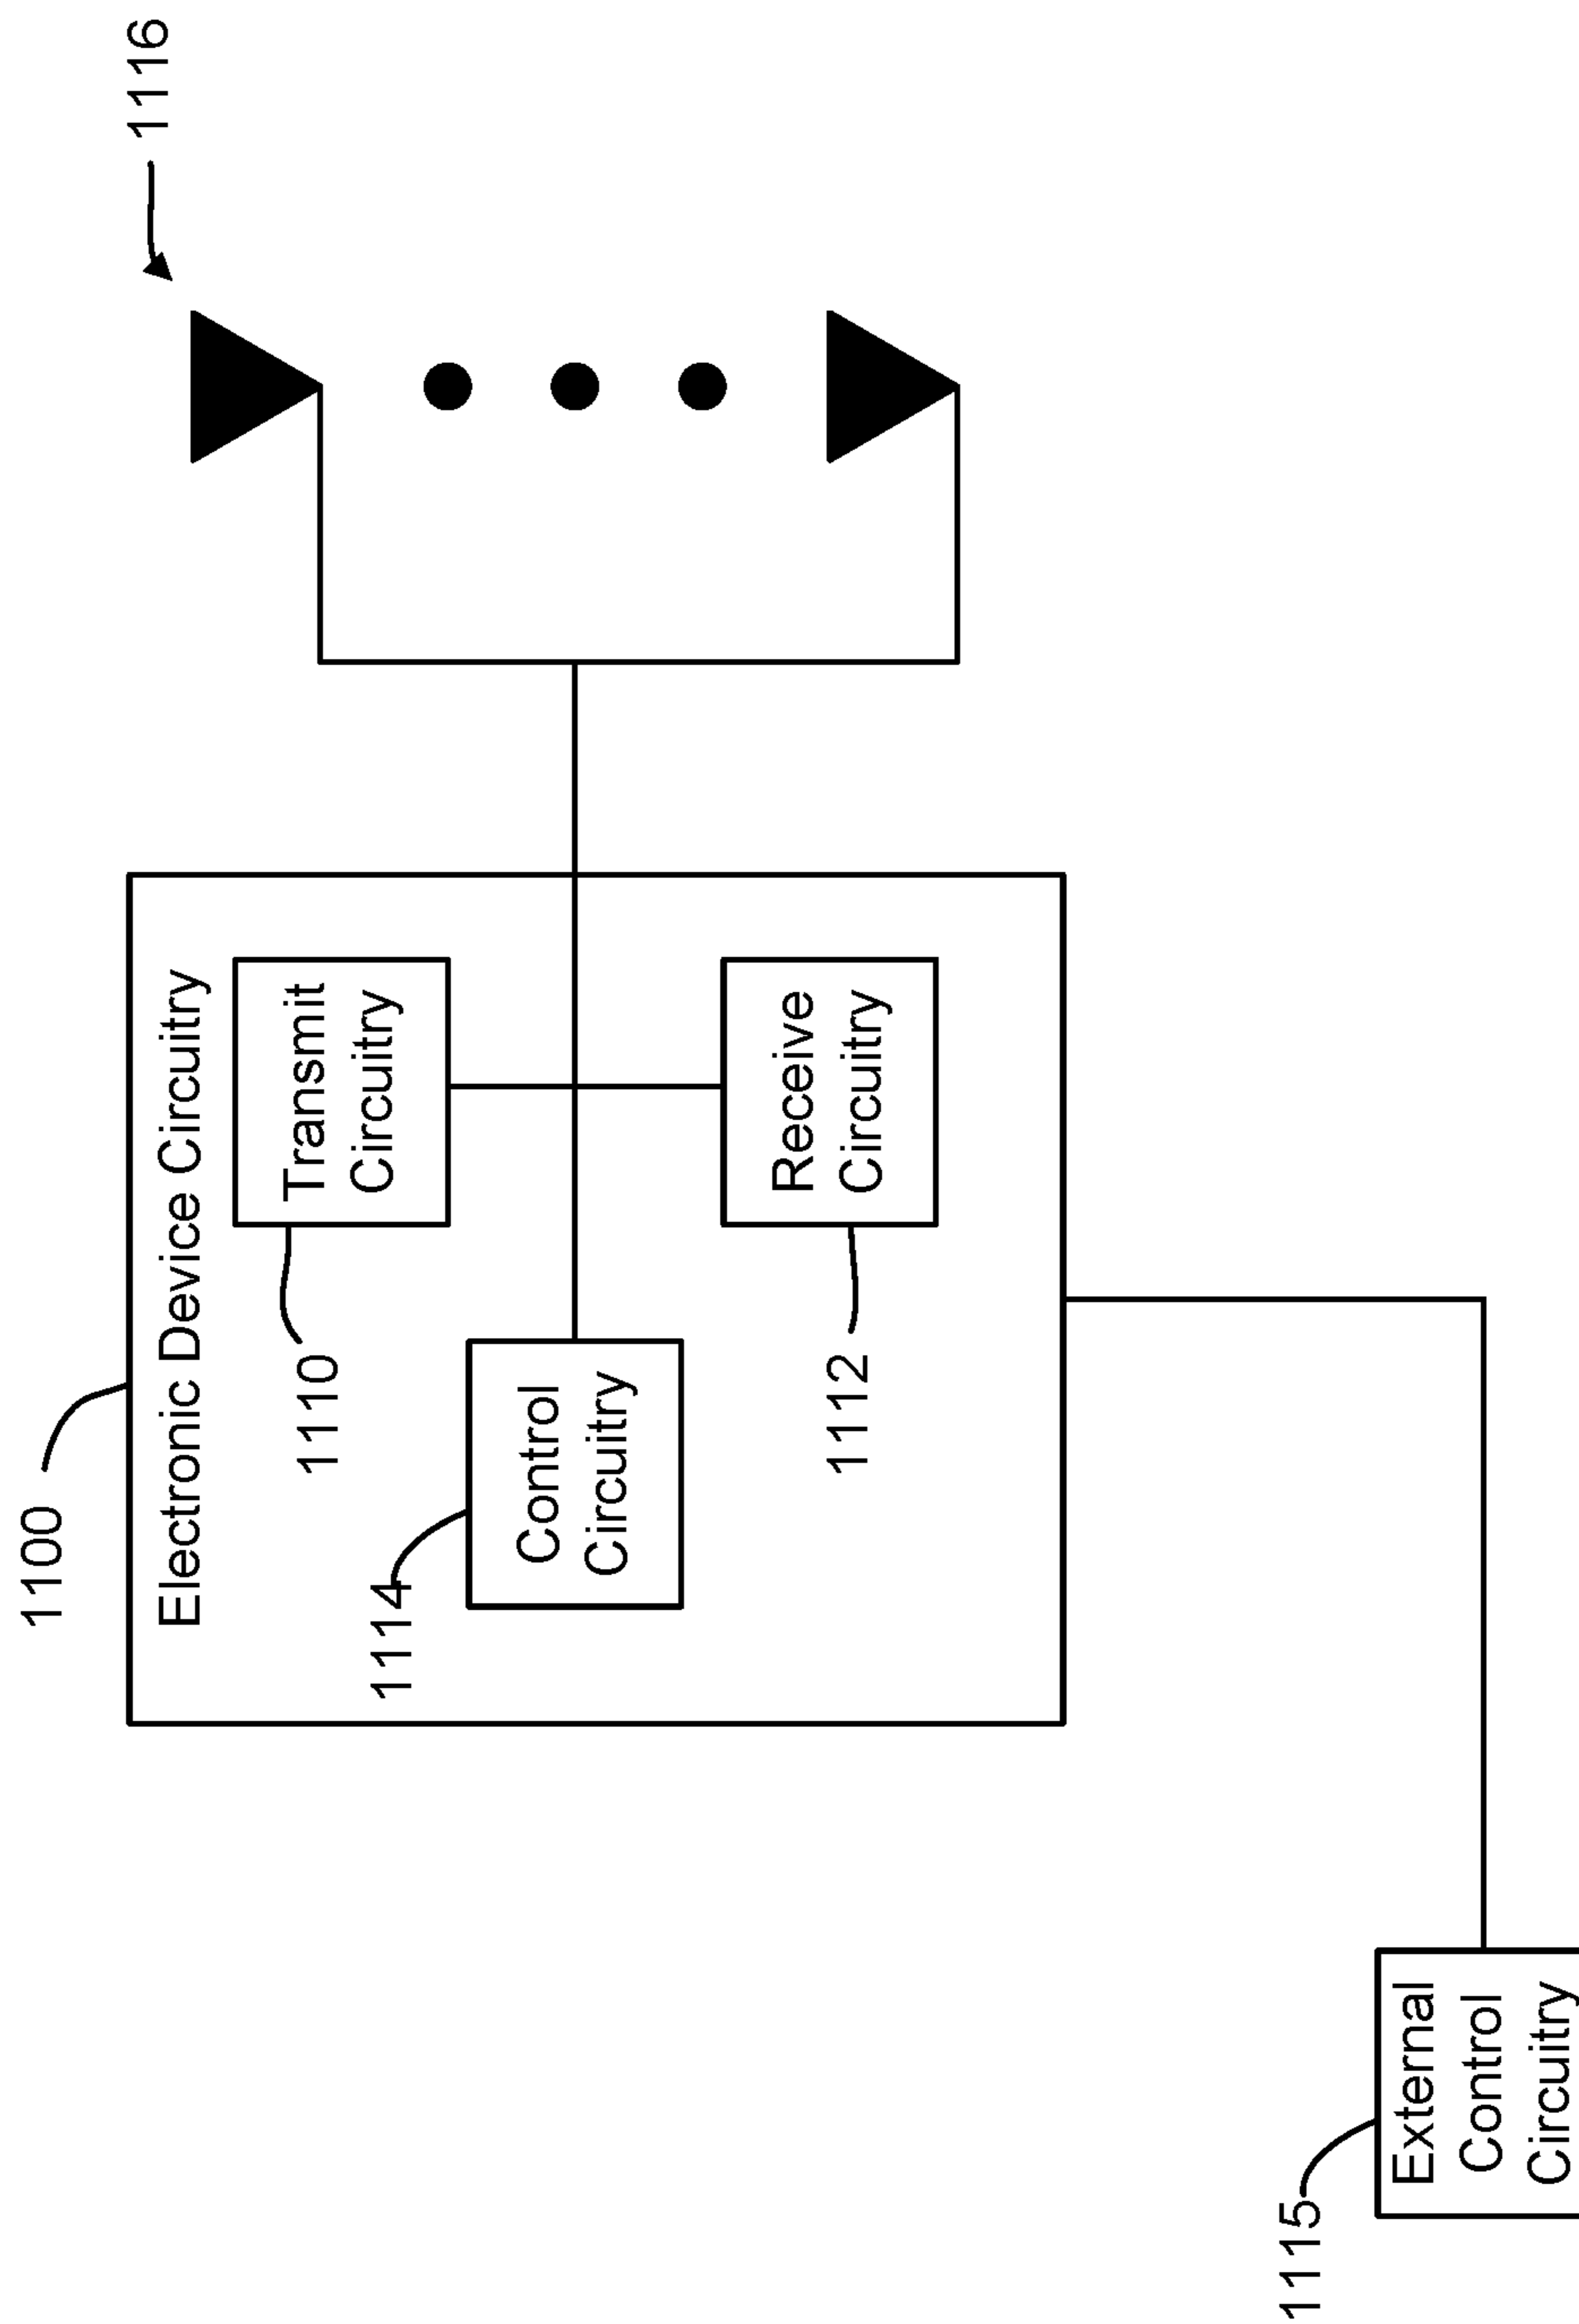 1100
Electronic Device Circuitry
1116
1110
Transmit
Circuitry
1114
Control
Circuitry
1112
Receive
Circuitry
1115
External
Control
Circuitry